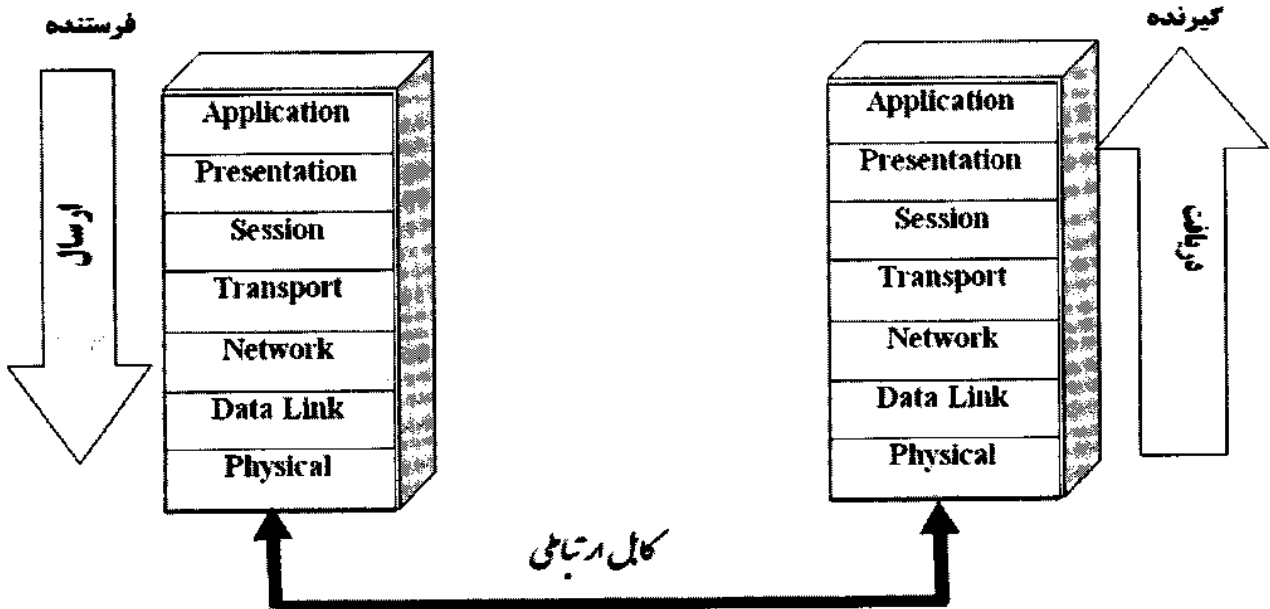 فرستنده
گیرنده
ارسال
Application
Presentation
Session
Transport
Network
Data Link
Physical
Application
Presentation
Session
Transport
Network
Data Link
Physical
دریافت
کابل ارتباطی